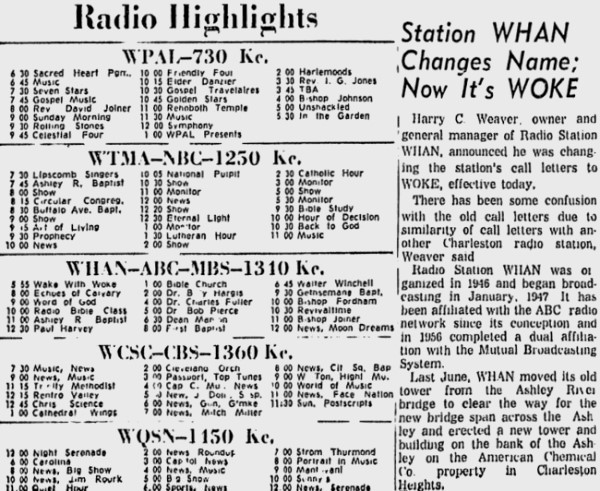 Radio Highlights
WPAL–730 Kc.
6 30 Sacred Heart Pgm.
6 45 Music
7 30 Seven Stars
7 45 Gospel Music
8 00 Rev David Joiner
9 00 Sunday Morning
9 30 Rolling Stones
9 45 Celestial Four
10 00 Friendly Four
10 15 Elder Danzier
10 30 Gospel Travelaires
10 45 Golden Stars
11 00 Rehoboth Temple
11 30 Music
12 00 Symphony
1 00 WPAL Presents
2 00 Harlemoods
3 30 Rev I. G. Jones
3 45 TBA
4 00 Bishop Johnson
5 00 Unshackled
5 30 In the Garden
WTMA–NBC–1250 Kc.
7 30 Lipscomb Singers
7 45 Ashley R. Baptist
8 00 Show
8 15 Circular Congreg.
8 30 Buffalo Ave. Bapt.
9 00 Show
9 15 Art of Living
9 30 Prophecy
10 00 News
10 05 National Pulpit
10 30 Show
11 00 Monitor
12 00 News
12 20 Show
12 30 Eternal Light
1 00 Monitor
1 30 Lutheran Hour
2 00 Show
2 30 Catholic Hour
3 00 Monitor
5 00 Show
5 30 Monitor
9 30 Bible Study
10 00 Hour of Decision
10 30 Back to God
11 00 Music
WHAN–ABC–MBS–1340 Kc.
5 55 Wake With Woke
8 00 Echoes of Calvary
9 00 Word of God
10 00 Radio Bible Class
11 00 Ashley R Baptist
12 30 Paul Harvey
1 00 Bible Church
2 00 Dr. Billy Hargis
4 00 Dr. Charles Fuller
5 00 Dr Bob Pierce
6 30 Dean Manion
8 00 First Baptist
6 45 Walter Winchell
9 30 Gethsemane Bapt.
10 00 Bishop Fordham
10 30 Revivaltime
11 00 Bishop Joiner
12 00 News, Moon Dreams
WCSC–CBS–1360 Kc.
7 30 Music, News
9 00 News, Music
11 15 Trinity Methodist
12 15 Renfro Valley
12 45 Chris Science
1 00 Cathedral Wings
2 00 Cleveland Orch
3 00 Passport, Top Tunes
4 00 Cap C. Mu. News
5 00 New,
6 00 News, Gun, G'mke
7 00 News, Mitch Miller
8 00 News, Cit Sq. Bap
9 00 W Ton, Hight Mu.
10 00 World of Music
11 00 News, Face Nation
11:30 Sun, Postscripts
WQSN–1450 Kc.
12 00 Night Serenade
6 00 Carolina
8 00 News, Big Show
10 00 News, Jim Rourk
11 00 Quiet Hour
12 00 Serenade
2 00 News Roundup
3 00 Capitol News
4 00 News, Music
5 00 Big Show
6 00 Sports, News
7 00 Strom Thurmond
8 00 Portrait in Music
9 00 Mantovani
10 00
12 00 News
Station WHAN
Changes Name;
Now It's WOKE
Harry C. Weaver, owner and
general manager of Radio Station
WHAN, announced he was chang-
ing the station's call letters to
WOKE, effective today.
There has been some confusion
with the old call letters due to
similarity of call letters with an-
other Charleston radio station,
Weaver said
Radio Station WHAN was or
ganized in 1946 and began broad-
casting in January, 1947 It has
been affiliated with the ABC radio
network since its conception and
in 1956 completed a dual affilia-
tion with the Mutual Broadcasting
System.
Last June, WHAN moved its old
tower from the Ashley River
bridge to clear the way for the
new bridge span across the Ash
ley and erected a new tower and
building on the bank of the Ash-
ley on the American Chemical
Co. property in Charleston
Heights.